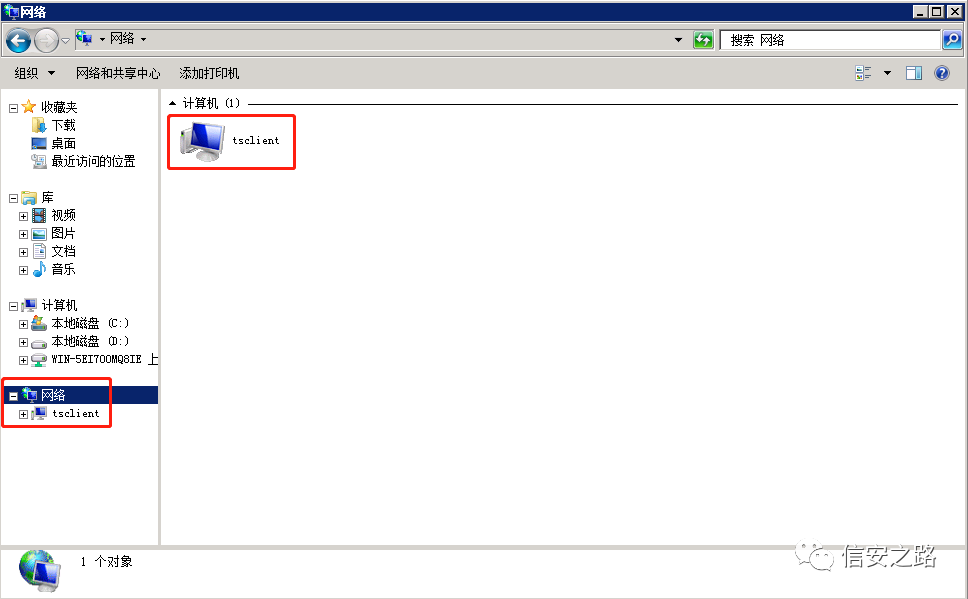 网络
网络
搜索 网络
组织 网络和共享中心 添加打印机
收藏夹
下载
桌面
最近访问的位置
库
视频
图片
文档
音乐
计算机
本地磁盘 (C:)
本地磁盘 (D:)
WIN-5EI700MQ8IE 上
网络
tsclient
计算机 (1)
tsclient
1 个对象
信安之路